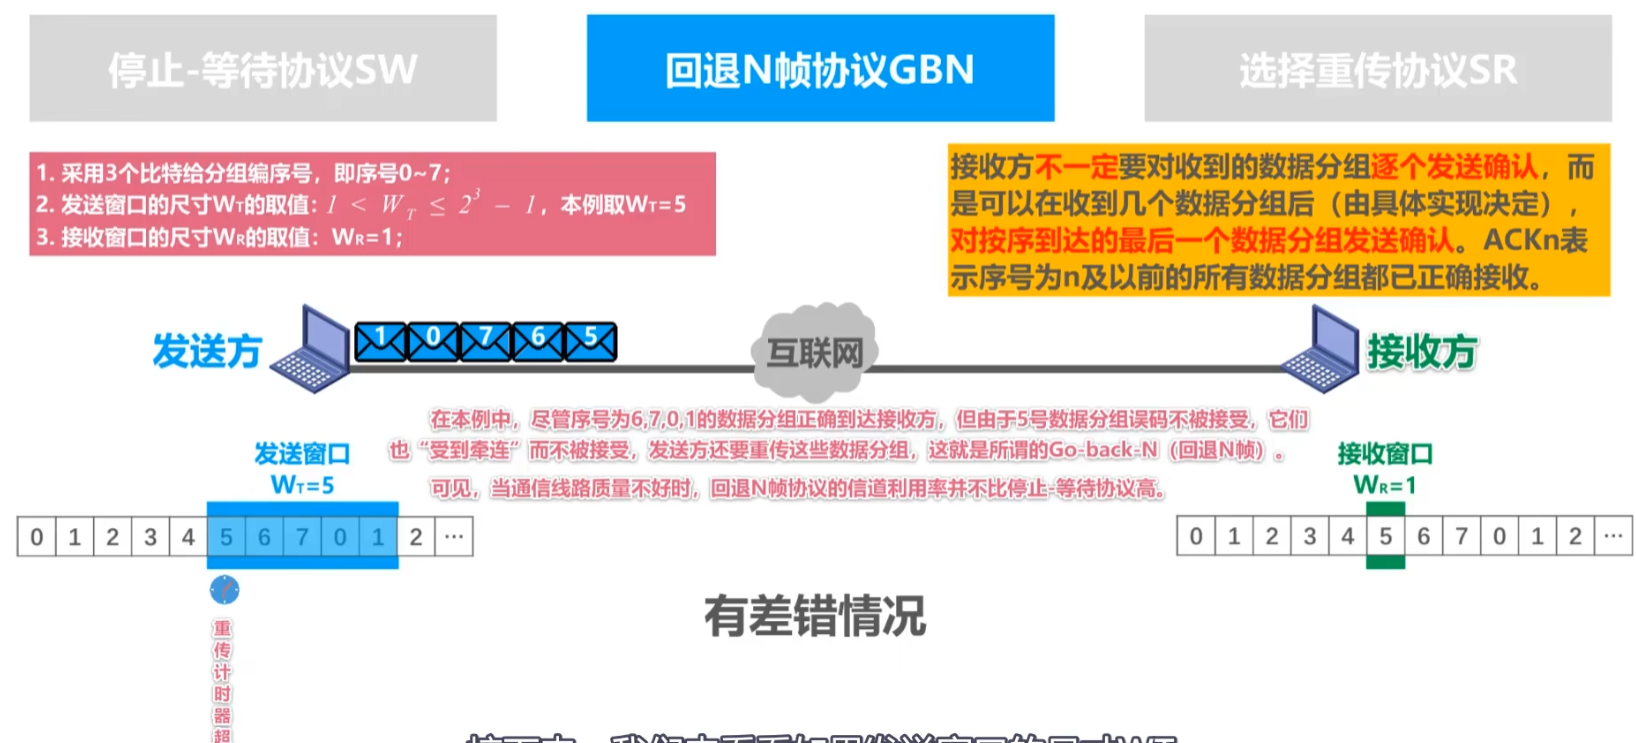 停止-等待协议SW
回退N帧协议GBN
选择重传协议SR
1. 采用3个比特给分组编序号，即序号0~7；
2. 发送窗口的尺寸WT的取值：1 < W_T ≤ 2³ − 1，本例取WT=5
3. 接收窗口的尺寸WR的取值：WR=1；
接收方不一定要对收到的数据分组逐个发送确认，而
是可以在收到几个数据分组后（由具体实现决定），
对按序到达的最后一个数据分组发送确认。ACKn表
示序号为n及以前的所有数据分组都已正确接收。
发送方
1 0 7 6 5
互联网
接收方
在本例中，尽管序号为6,7,0,1的数据分组正确到达接收方，但由于5号数据分组误码不被接受，它们
也“受到牵连”而不被接受，发送方还要重传这些数据分组，这就是所谓的Go-back-N（回退N帧）。
可见，当通信线路质量不好时，回退N帧协议的信道利用率并不比停止-等待协议高。
发送窗口
WT=5
接收窗口
WR=1
0 1 2 3 4 5 6 7 0 1 2 ···
0 1 2 3 4 5 6 7 0 1 2 ···
有差错情况
重传计时器超